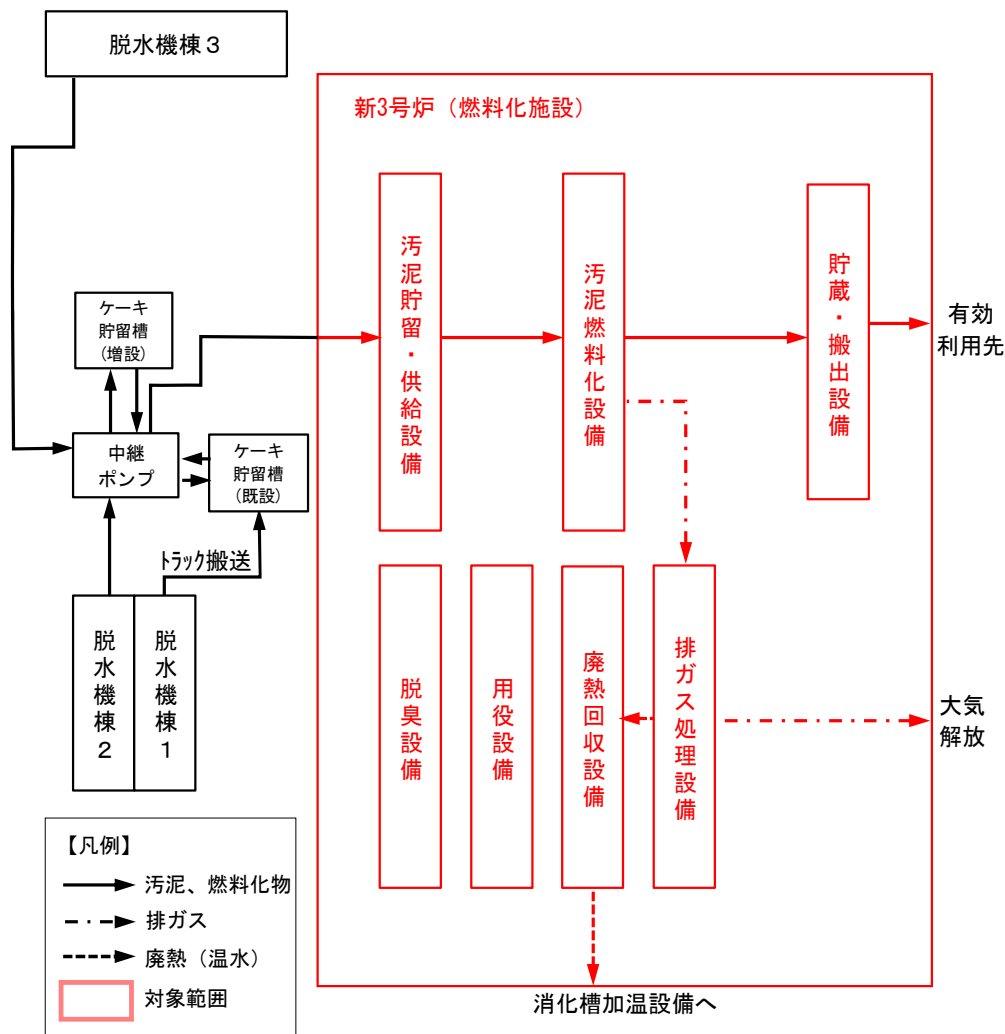 脱水機棟３
新3号炉（燃料化施設）
汚泥貯留・供給設備
汚泥燃料化設備
貯蔵・搬出設備
有効
利用先
ケーキ
貯留槽
(増設)
中継
ポンプ
ケーキ
貯留槽
(既設)
トラック搬送
脱水機棟２
脱水機棟１
脱臭設備
用役設備
廃熱回収設備
排ガス処理設備
大気
解放
消化槽加温設備へ
【凡例】
汚泥、燃料化物
排ガス
廃熱（温水）
対象範囲